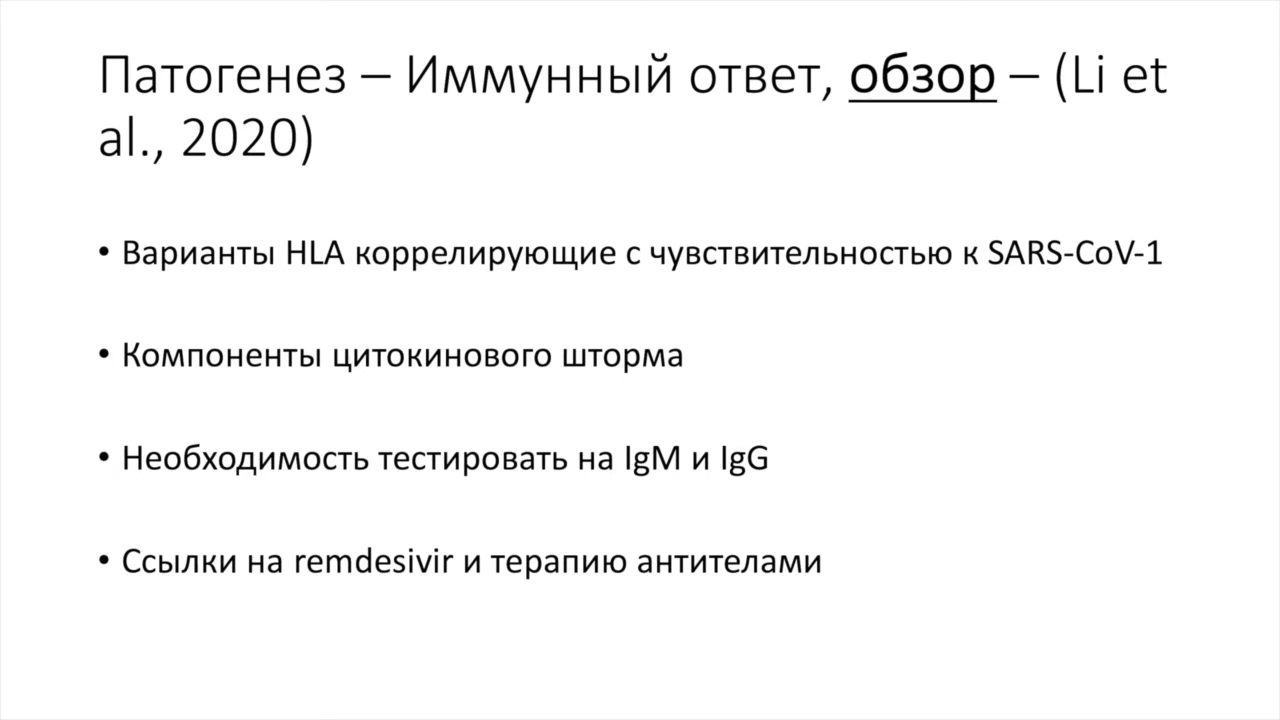 Патогенез – Иммунный ответ, обзор – (Li et
al., 2020)
• Варианты HLA коррелирующие с чувствительностью к SARS-CoV-1
• Компоненты цитокинового шторма
• Необходимость тестировать на IgM и IgG
• Ссылки на remdesivir и терапию антителами